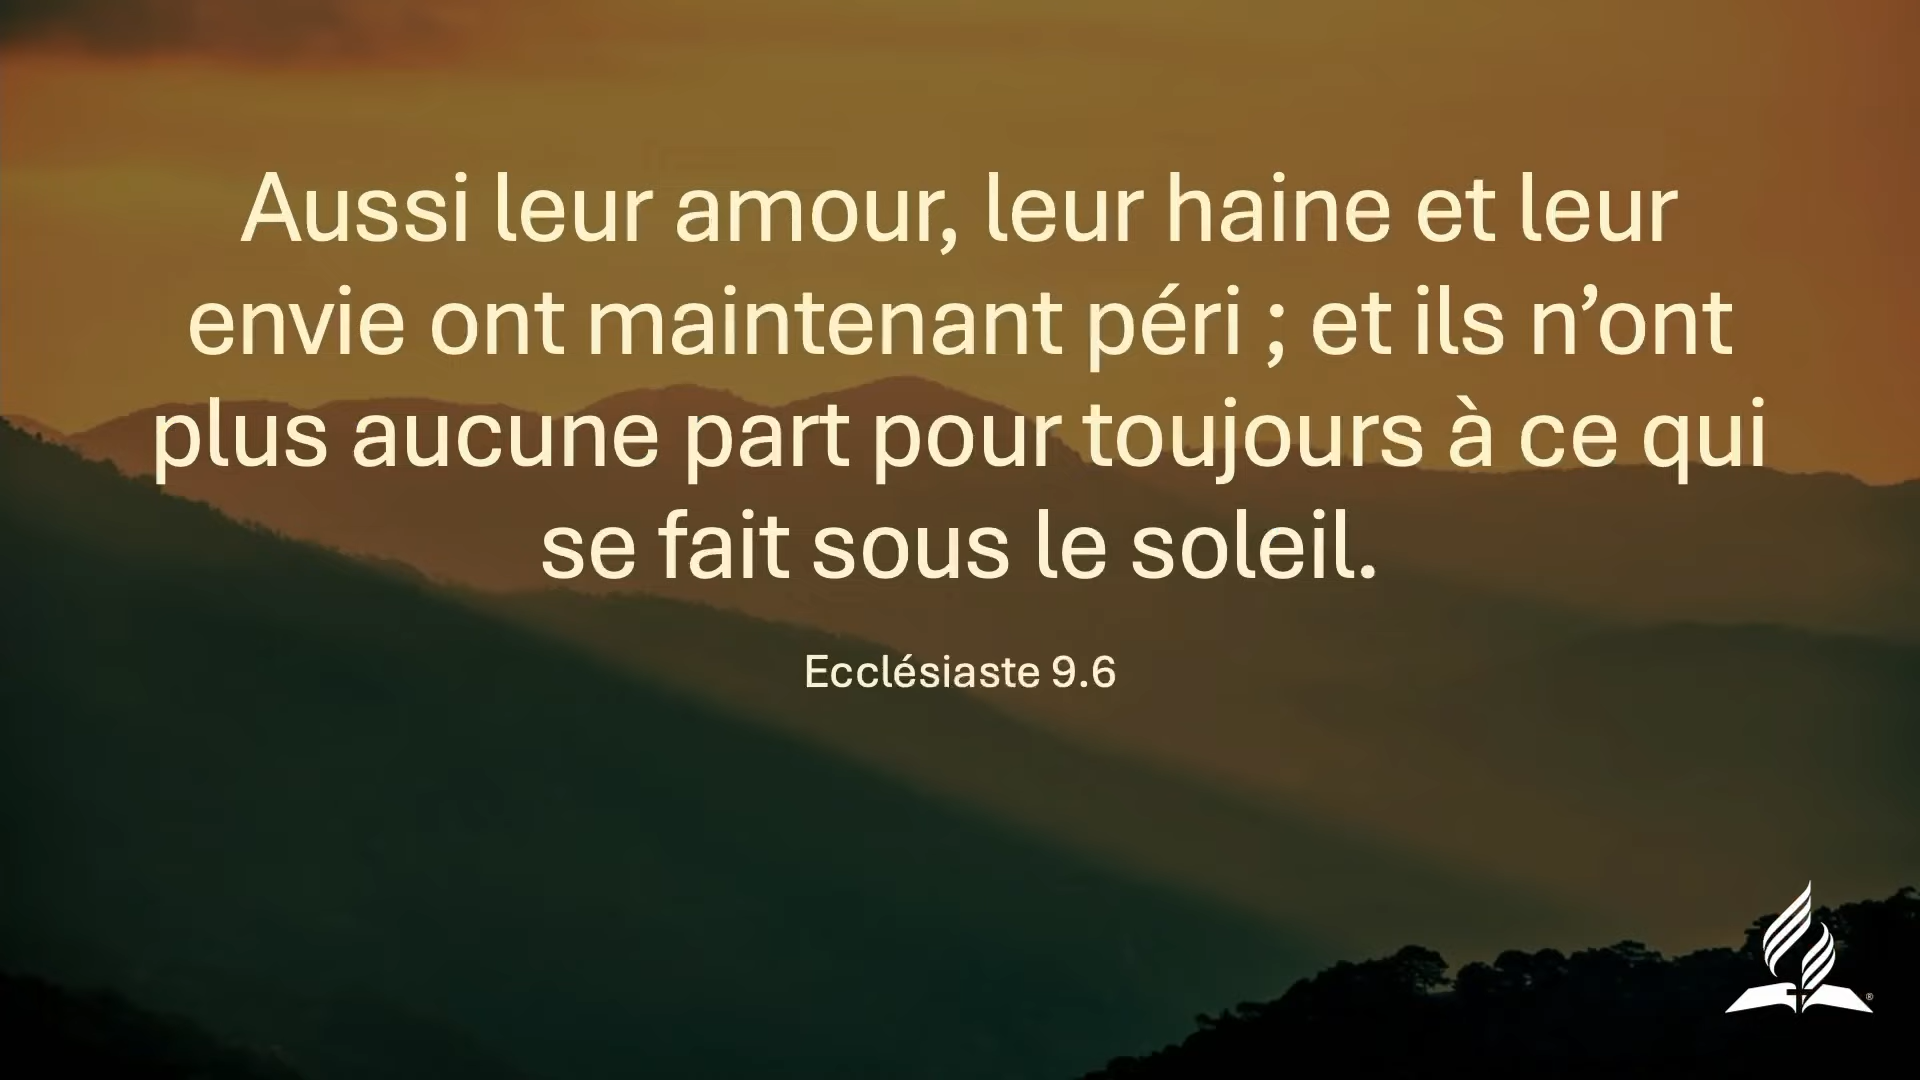 Aussi leur amour, leur haine et leur
envie ont maintenant péri ; et ils n’ont
plus aucune part pour toujours à ce qui
se fait sous le soleil.
Ecclésiaste 9.6
®